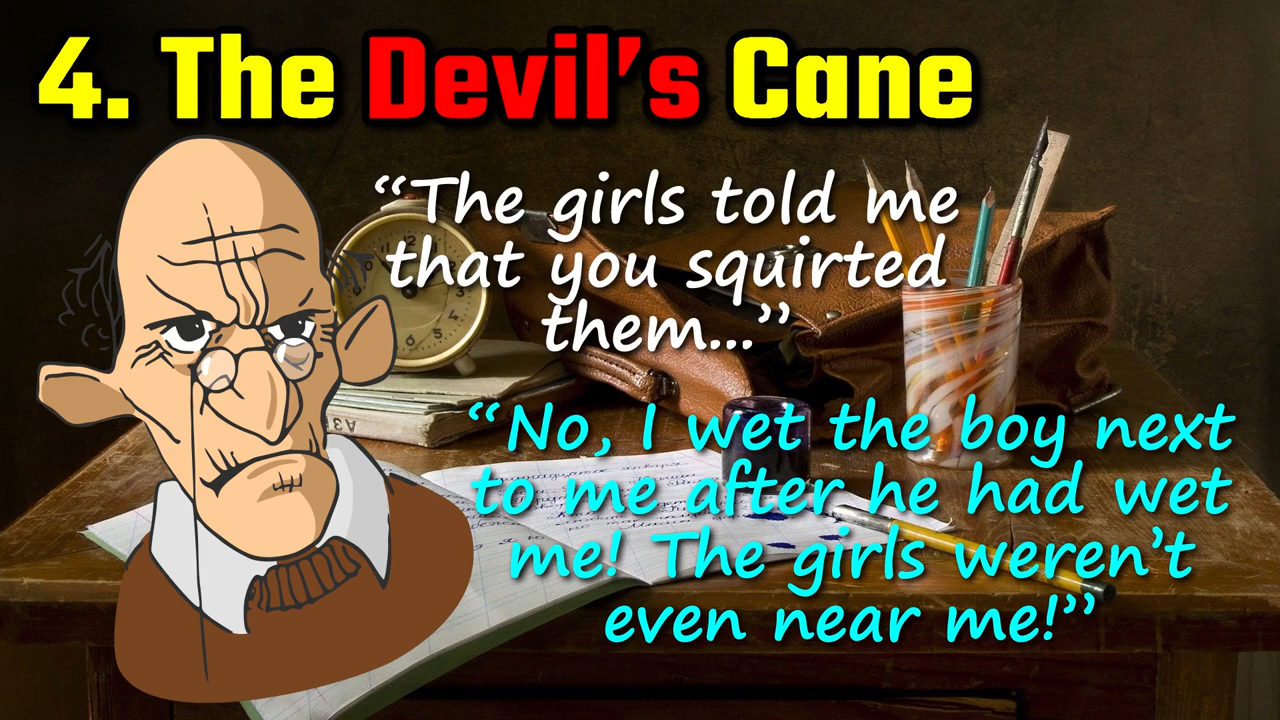 4. The Devil's Cane
“The girls told me
that you squirted
them...”
“No, I wet the boy next
to me after he had wet
me! The girls weren’t
even near me!”